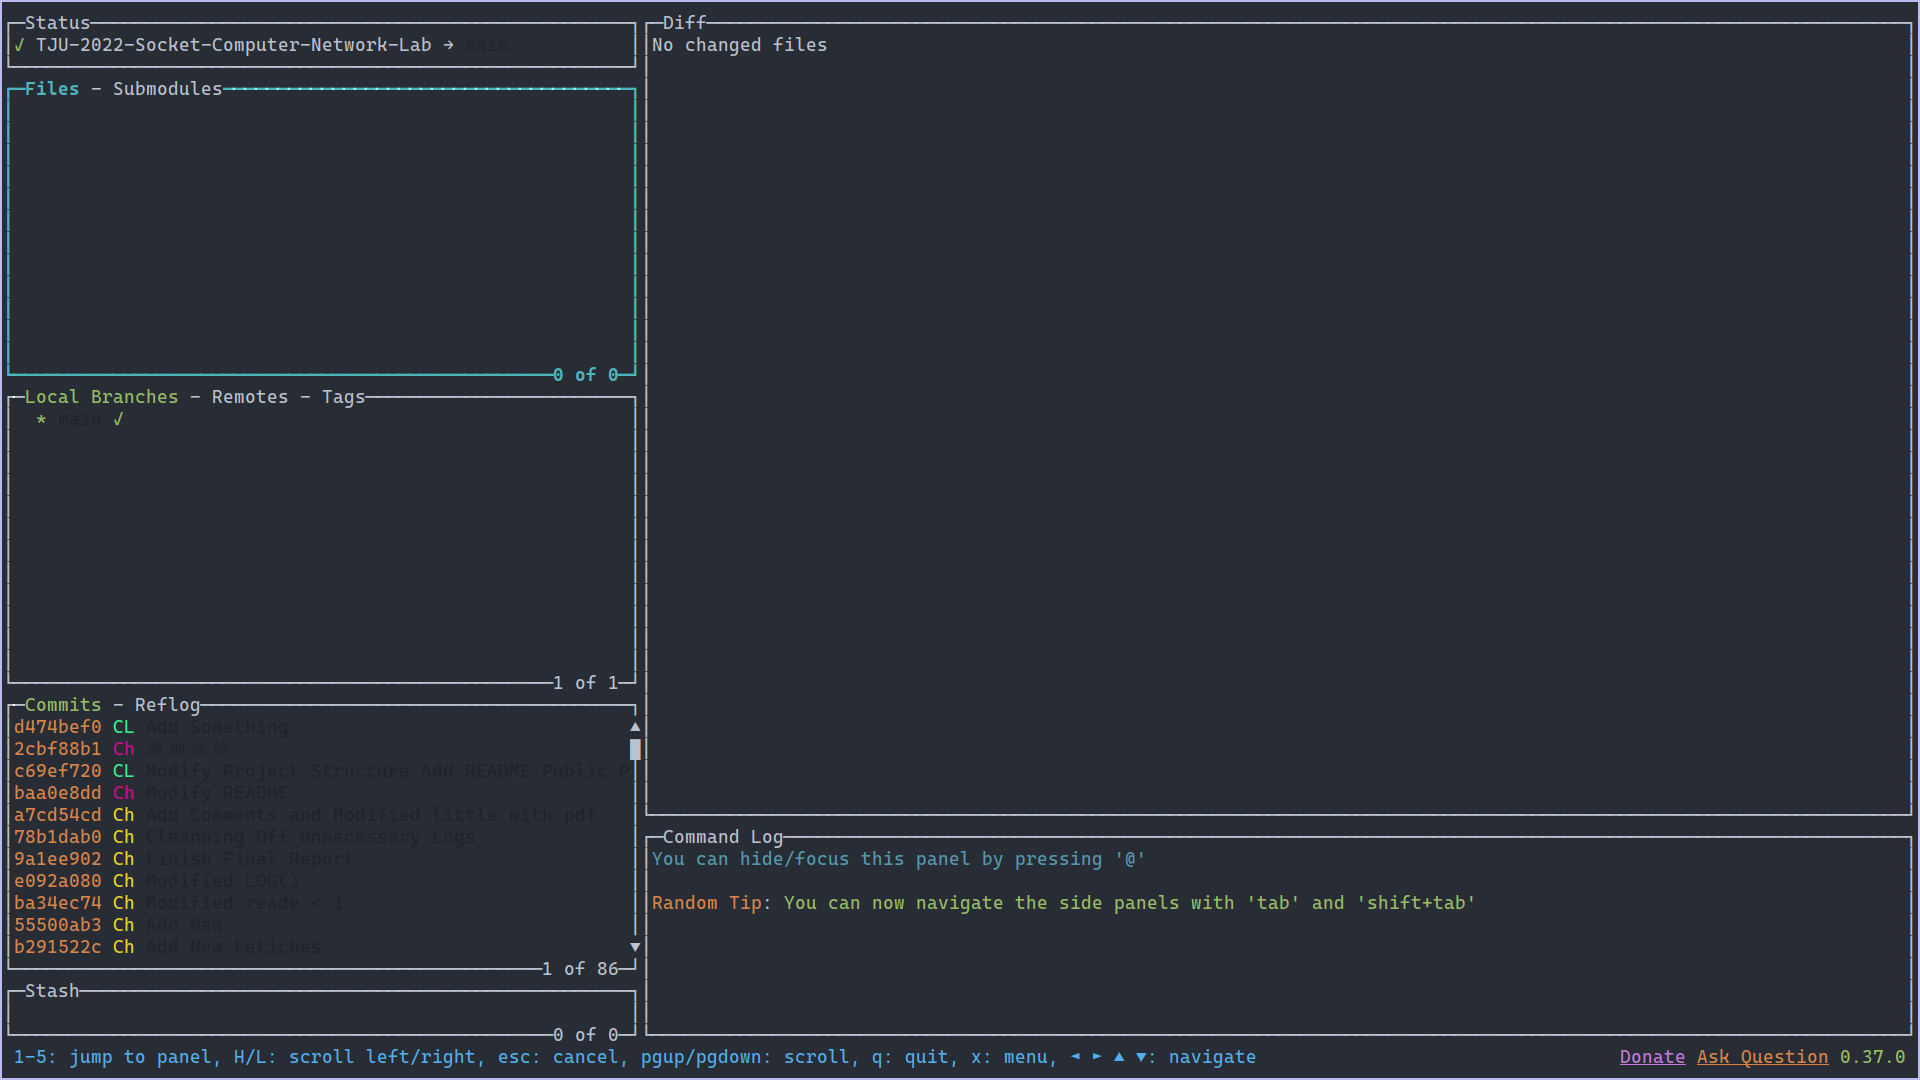 Status
✓ TJU-2022-Socket-Computer-Network-Lab → main
Files - Submodules
0 of 0
Local Branches - Remotes - Tags
* main ✓
1 of 1
Commits - Reflog
d474bef0 CL Add Something
2cbf88b1 Ch 添加成绩
c69ef720 CL Modify Project Structure Add README Public P
baa0e8dd Ch Modify README
a7cd54cd Ch Add Comments and Modified little with pdf
78b1dab0 Ch Cleanning Off Unnecessary Logs
9a1ee902 Ch Finish Final Report
e092a080 Ch Modified LOG()
ba34ec74 Ch Modified reade < 1
55500ab3 Ch Add New
b291522c Ch Add New Fetiches
1 of 86
Stash
0 of 0
Diff
No changed files
Command Log
You can hide/focus this panel by pressing '@'
Random Tip: You can now navigate the side panels with 'tab' and 'shift+tab'
1-5: jump to panel, H/L: scroll left/right, esc: cancel, pgup/pgdown: scroll, q: quit, x: menu, ◄ ► ▲ ▼: navigate
Donate Ask Question 0.37.0